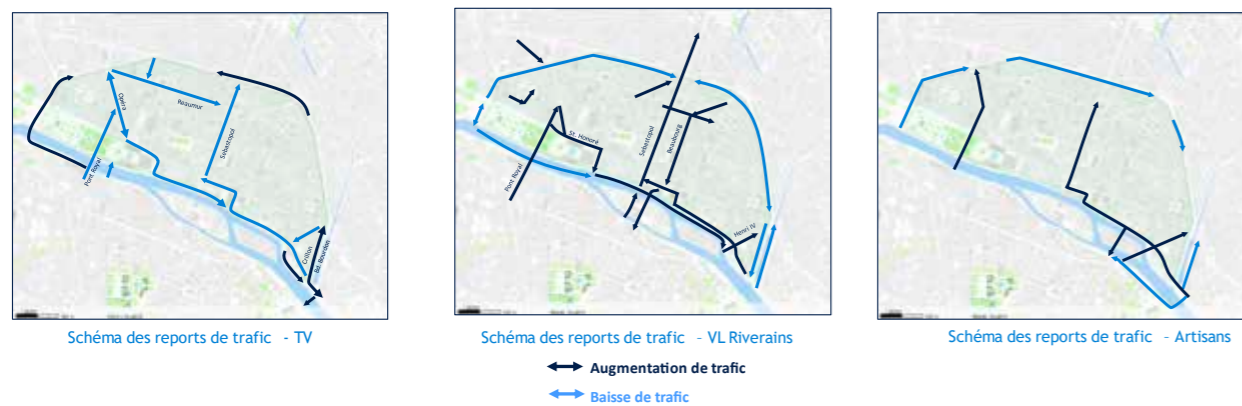 Opéra
Reaumur
Sébastopol
Pont Royal
Crillon
Bd. Bourdon
St. Honoré
Sébastopol
Beaubourg
Pont Royal
Henri IV
Schéma des reports de trafic - TV
Schéma des reports de trafic - VL Riverains
Schéma des reports de trafic - Artisans
Augmentation de trafic
Baisse de trafic